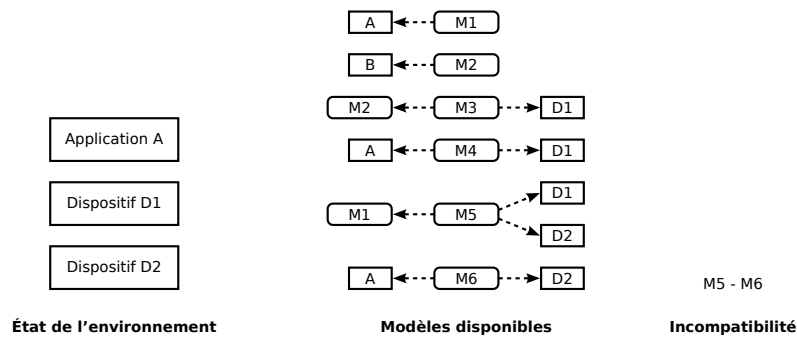 A M1
B M2
M2 M3 D1
Application A
A M4 D1
D1
Dispositif D1
M1 M5
D2
Dispositif D2
A M6 D2
M5 - M6
État de l’environnement
Modèles disponibles
Incompatibilité